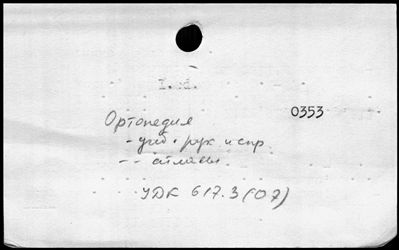 0353
Ортопедия
- учеб. рук. и спр.
-- атласы
УДК 617.3(07)